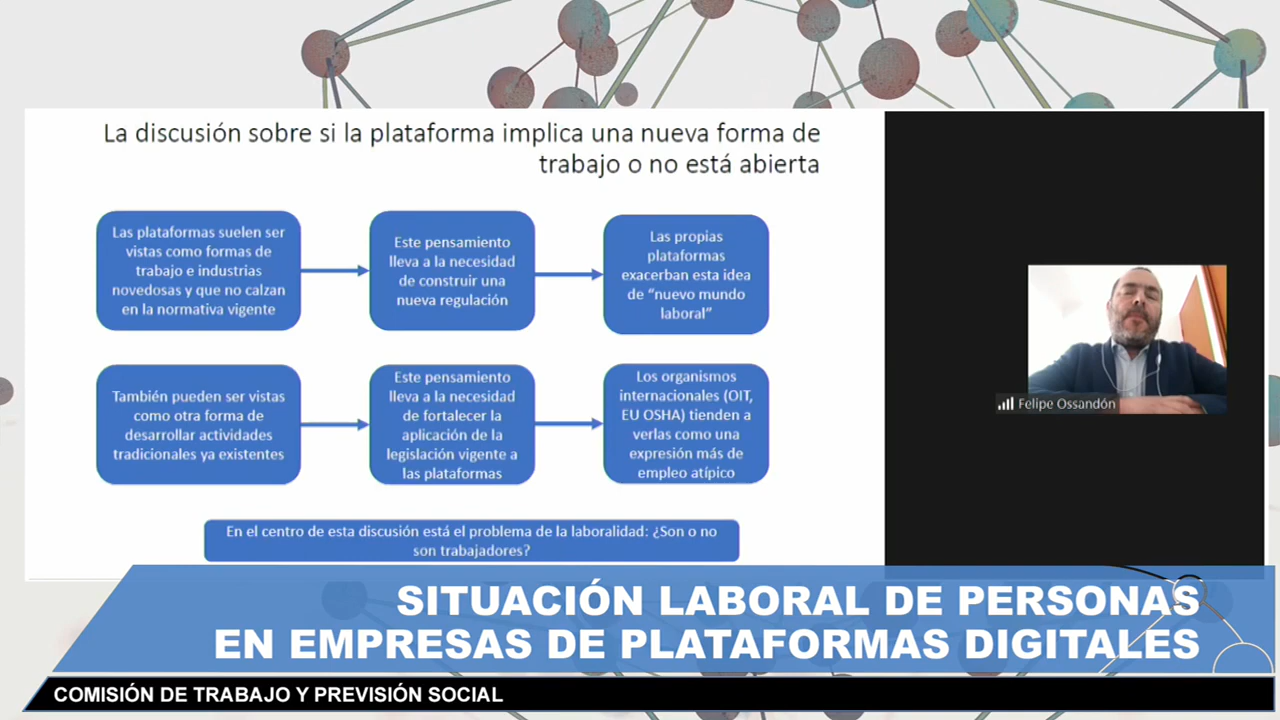 La discusión sobre si la plataforma implica una nueva forma de
trabajo o no está abierta
Las plataformas suelen ser
vistas como formas de
trabajo e industrias
novedosas y que no calzan
en la normativa vigente
Este pensamiento
lleva a la necesidad
de construir una
nueva regulación
Las propias
plataformas
exacerban esta idea
de “nuevo mundo
laboral”
También pueden ser vistas
como otra forma de
desarrollar actividades
tradicionales ya existentes
Este pensamiento
lleva a la necesidad
de fortalecer la
aplicación de la
legislación vigente a
las plataformas
Los organismos
internacionales (OIT,
EU OSHA) tienden a
verlas como una
expresión más de
empleo atípico
En el centro de esta discusión está el problema de la laboralidad: ¿Son o no
son trabajadores?
Felipe Ossandón
SITUACIÓN LABORAL DE PERSONAS
EN EMPRESAS DE PLATAFORMAS DIGITALES
COMISIÓN DE TRABAJO Y PREVISIÓN SOCIAL